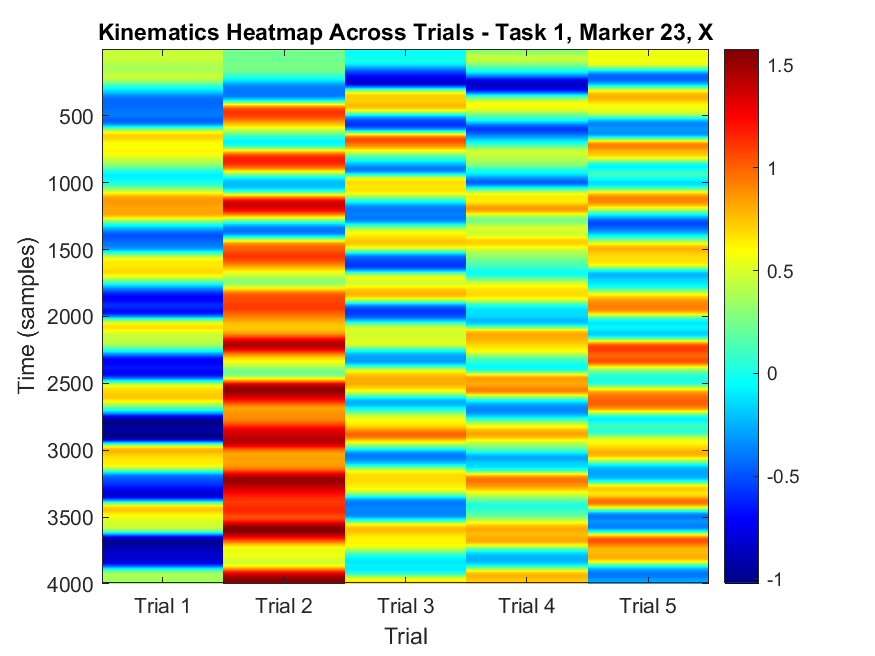 Kinematics Heatmap Across Trials - Task 1, Marker 23, X
Time (samples)
500
1000
1500
2000
2500
3000
3500
4000
Trial 1
Trial 2
Trial 3
Trial 4
Trial 5
Trial
1.5
1
0.5
0
-0.5
-1